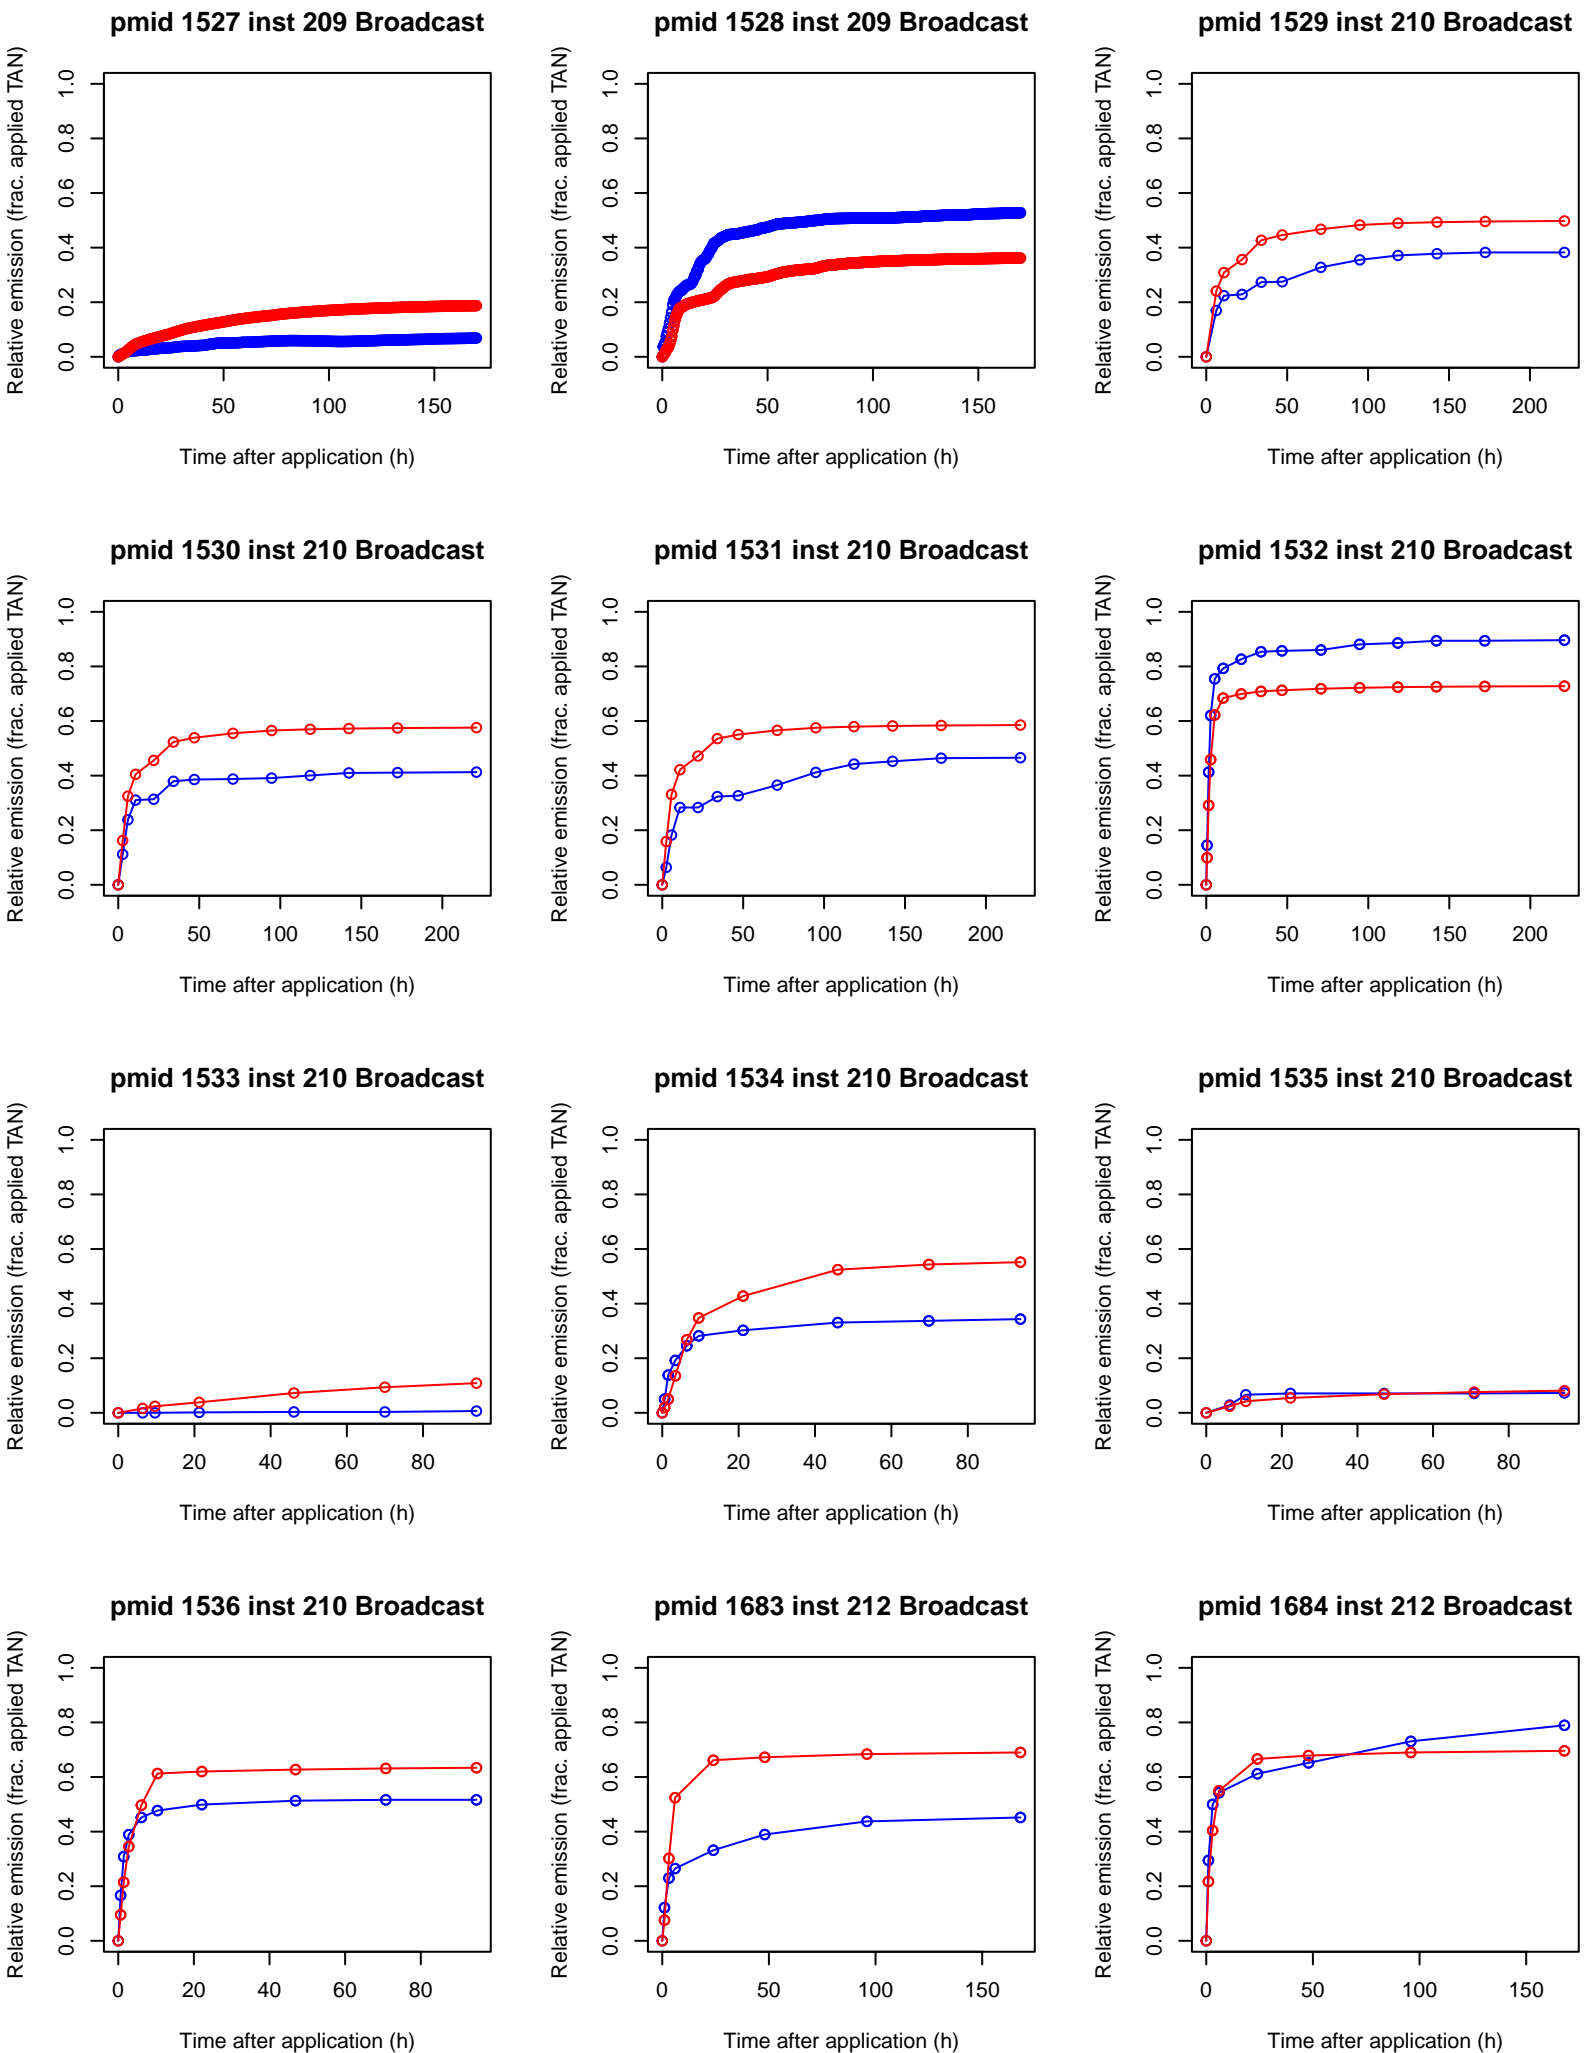 pmid 1527 inst 209 Broadcast
Relative emission (frac. applied TAN)
0.0 0.2 0.4 0.6 0.8 1.0
0 50 100 150
Time after application (h)
pmid 1528 inst 209 Broadcast
Relative emission (frac. applied TAN)
0.0 0.2 0.4 0.6 0.8 1.0
0 50 100 150
Time after application (h)
pmid 1529 inst 210 Broadcast
Relative emission (frac. applied TAN)
0.0 0.2 0.4 0.6 0.8 1.0
0 50 100 150 200
Time after application (h)
pmid 1530 inst 210 Broadcast
Relative emission (frac. applied TAN)
0.0 0.2 0.4 0.6 0.8 1.0
0 50 100 150 200
Time after application (h)
pmid 1531 inst 210 Broadcast
Relative emission (frac. applied TAN)
0.0 0.2 0.4 0.6 0.8 1.0
0 50 100 150 200
Time after application (h)
pmid 1532 inst 210 Broadcast
Relative emission (frac. applied TAN)
0.0 0.2 0.4 0.6 0.8 1.0
0 50 100 150 200
Time after application (h)
pmid 1533 inst 210 Broadcast
Relative emission (frac. applied TAN)
0.0 0.2 0.4 0.6 0.8 1.0
0 20 40 60 80
Time after application (h)
pmid 1534 inst 210 Broadcast
Relative emission (frac. applied TAN)
0.0 0.2 0.4 0.6 0.8 1.0
0 20 40 60 80
Time after application (h)
pmid 1535 inst 210 Broadcast
Relative emission (frac. applied TAN)
0.0 0.2 0.4 0.6 0.8 1.0
0 20 40 60 80
Time after application (h)
pmid 1536 inst 210 Broadcast
Relative emission (frac. applied TAN)
0.0 0.2 0.4 0.6 0.8 1.0
0 20 40 60 80
Time after application (h)
pmid 1683 inst 212 Broadcast
Relative emission (frac. applied TAN)
0.0 0.2 0.4 0.6 0.8 1.0
0 50 100 150
Time after application (h)
pmid 1684 inst 212 Broadcast
Relative emission (frac. applied TAN)
0.0 0.2 0.4 0.6 0.8 1.0
0 50 100 150
Time after application (h)